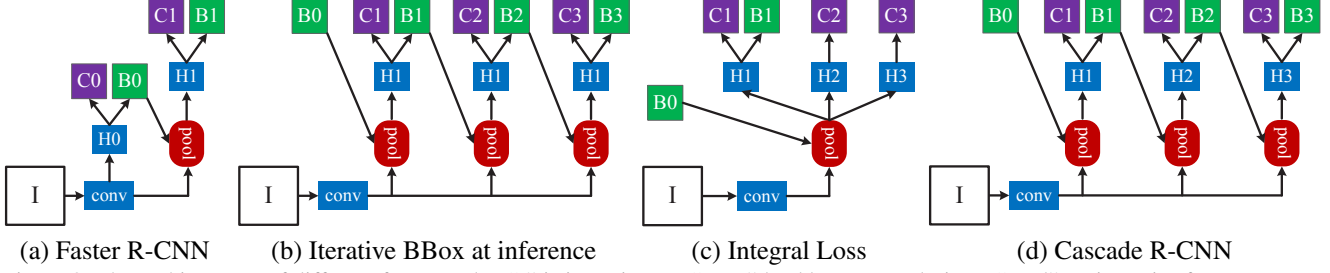 C1 B1
C0 B0
H1
H0
pool
I
conv
(a) Faster R-CNN
B0 C1 B1 C2 B2 C3 B3
H1 H1 H1
pool pool pool
I
conv
(b) Iterative BBox at inference
C1 B1 C2 C3
H1 H2 H3
B0
pool
I
conv
(c) Integral Loss
B0 C1 B1 C2 B2 C3 B3
H1 H2 H3
pool pool pool
I
conv
(d) Cascade R-CNN